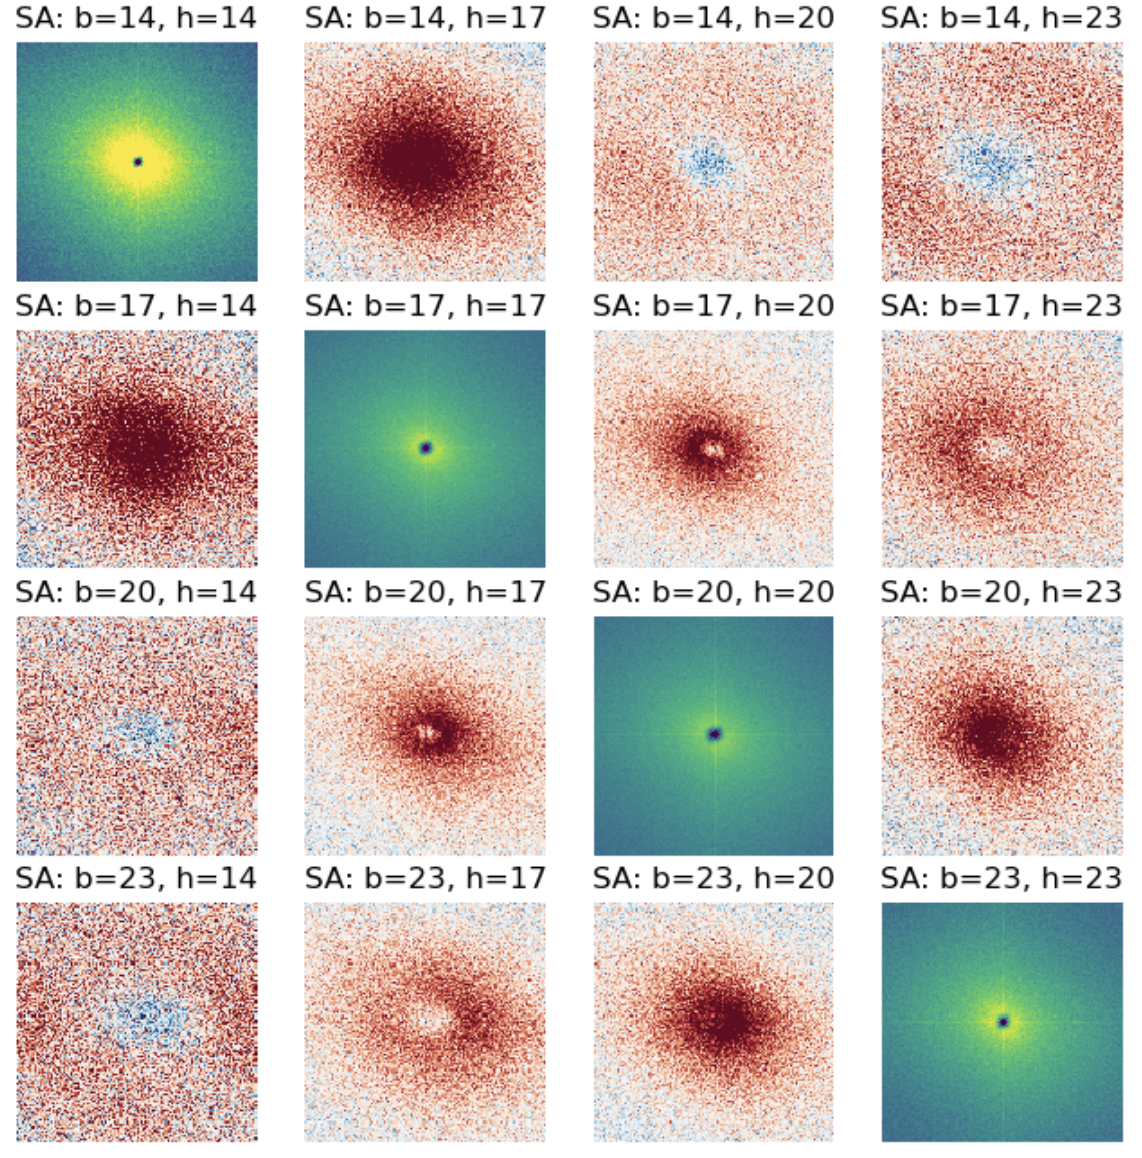 SA: b=14, h=14 SA: b=14, h=17 SA: b=14, h=20 SA: b=14, h=23
SA: b=17, h=14 SA: b=17, h=17 SA: b=17, h=20 SA: b=17, h=23
SA: b=20, h=14 SA: b=20, h=17 SA: b=20, h=20 SA: b=20, h=23
SA: b=23, h=14 SA: b=23, h=17 SA: b=23, h=20 SA: b=23, h=23